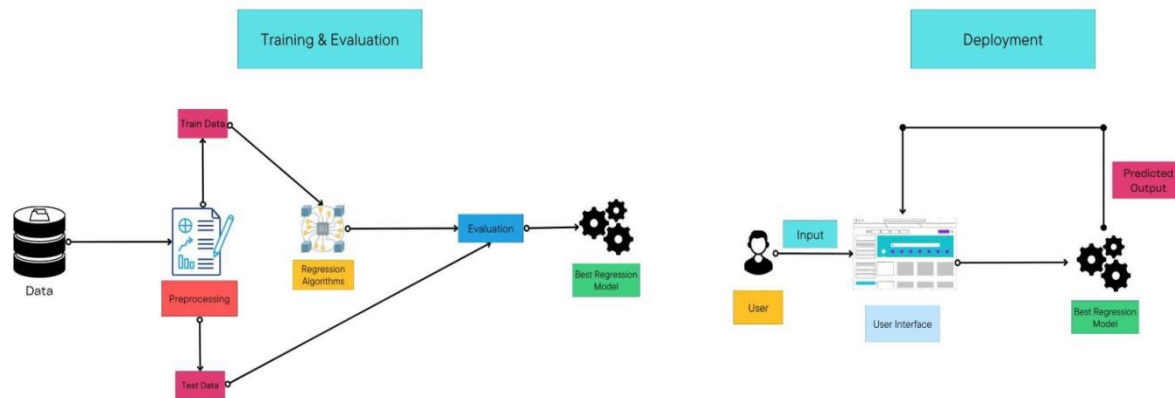 Training & Evaluation
Deployment
Train Data
Data
Preprocessing
Regression
Algorithms
Evaluation
Best Regression
Model
Test Data
Predicted
Output
Input
User
User Interface
Best Regression
Model